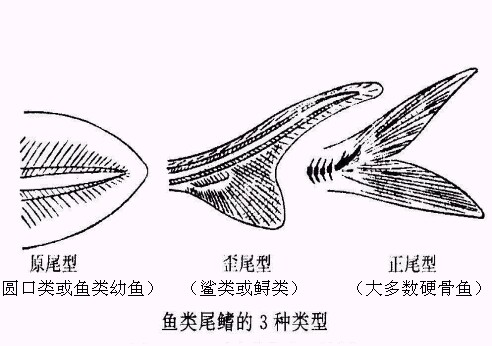 原尾型 歪尾型 正尾型
圆口类或鱼类幼鱼） （鲨类或鲟类） （大多数硬骨鱼）
鱼类尾鳍的3种类型